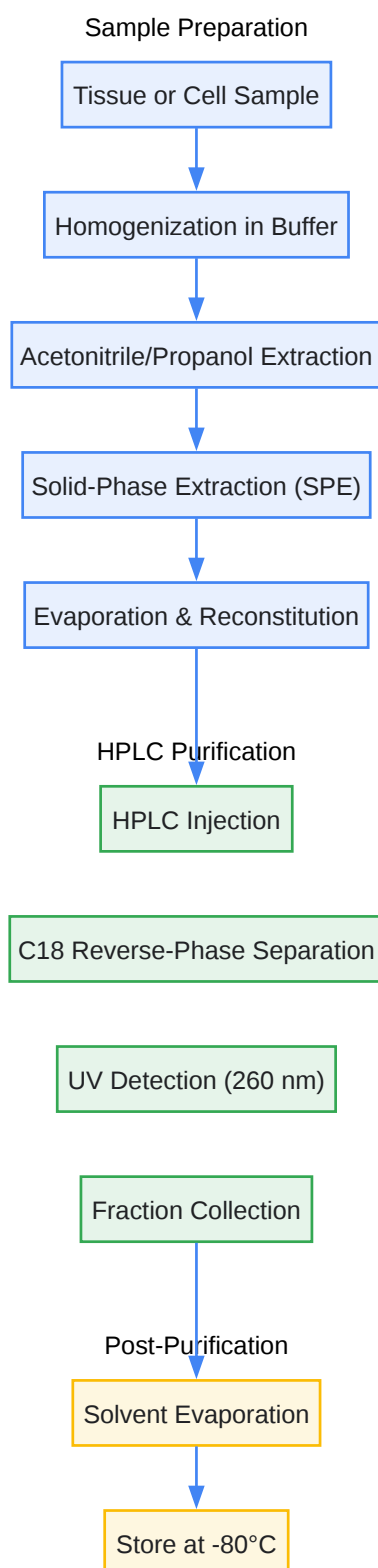 Sample Preparation
Tissue or Cell Sample
Homogenization in Buffer
Acetonitrile/Propanol Extraction
Solid-Phase Extraction (SPE)
Evaporation & Reconstitution
HPLC Purification
HPLC Injection
C18 Reverse-Phase Separation
UV Detection (260 nm)
Fraction Collection
Post-Purification
Solvent Evaporation
Store at -80°C